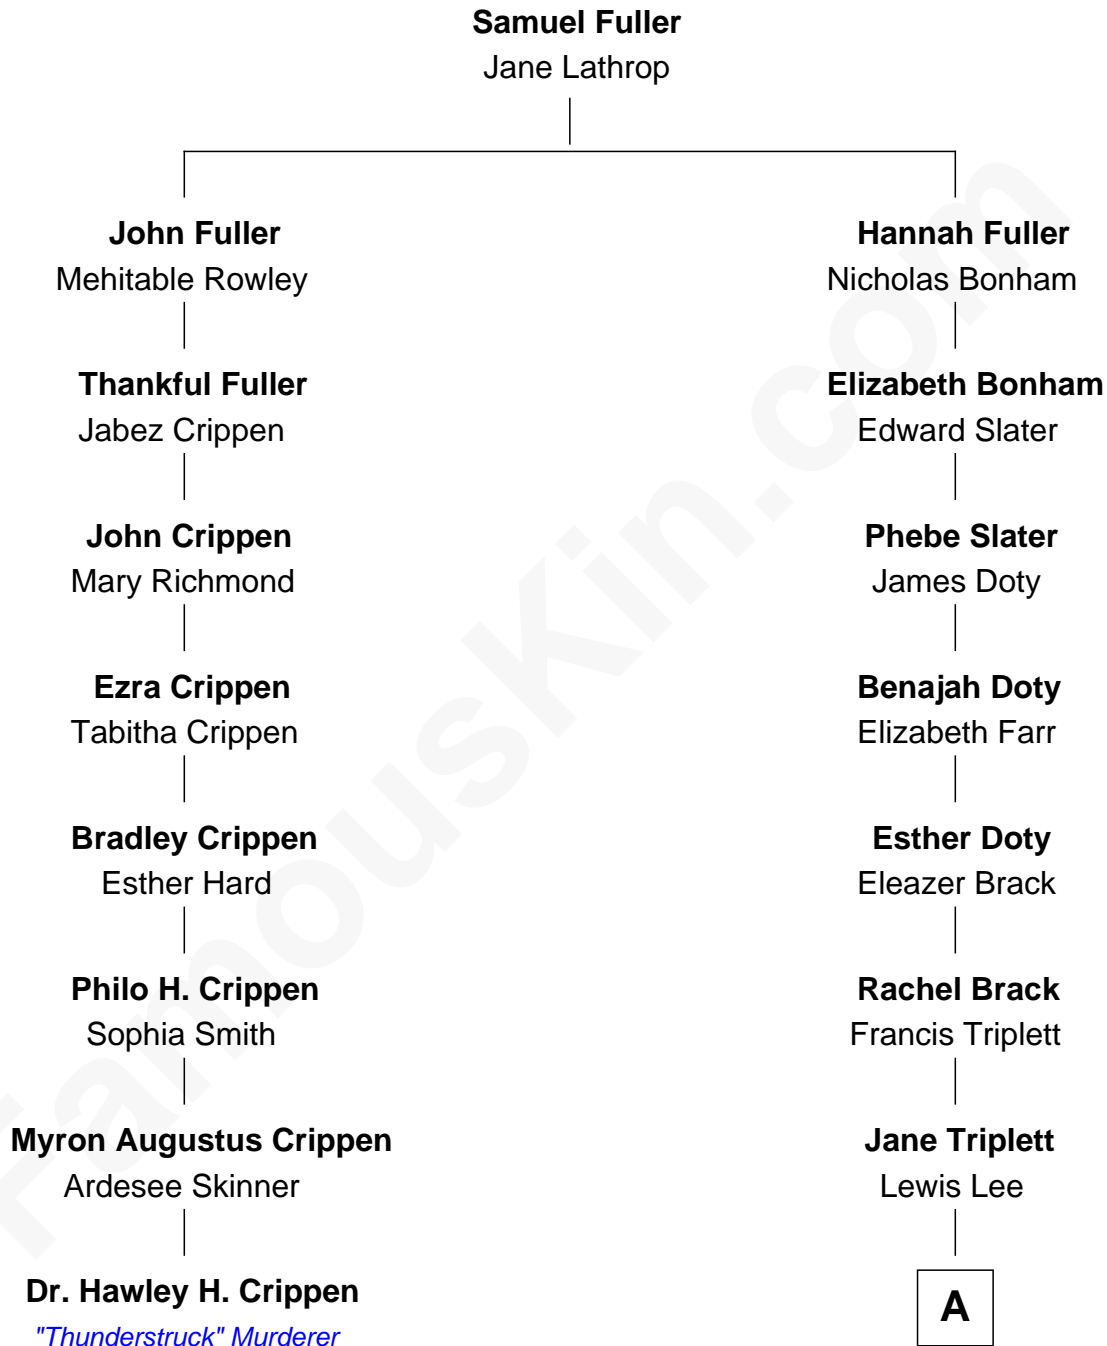 Samuel Fuller
Jane Lathrop
John Fuller
Mehitable Rowley
Hannah Fuller
Nicholas Bonham
Thankful Fuller
Jabez Crippen
Elizabeth Bonham
Edward Slater
John Crippen
Mary Richmond
Phebe Slater
James Doty
Ezra Crippen
Tabitha Crippen
Benajah Doty
Elizabeth Farr
Bradley Crippen
Esther Hard
Esther Doty
Eleazer Brack
Philo H. Crippen
Sophia Smith
Rachel Brack
Francis Triplett
Myron Augustus Crippen
Ardesee Skinner
Jane Triplett
Lewis Lee
Dr. Hawley H. Crippen
"Thunderstruck" Murderer
A
FamousKin.com